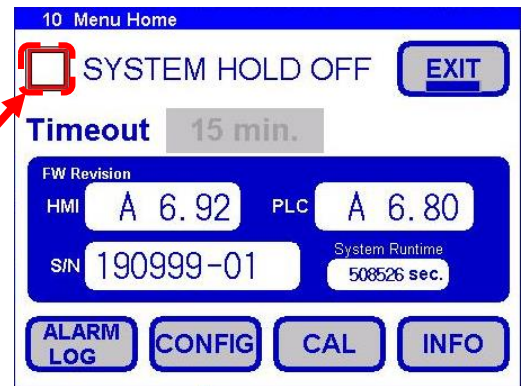 10 Menu Home
SYSTEM HOLD OFF
EXIT
Timeout 15 min.
FW Revision
HMI A 6.92 PLC A 6.80
System Runtime
S/N 190999-01 508526 sec.
ALARM LOG CONFIG CAL INFO